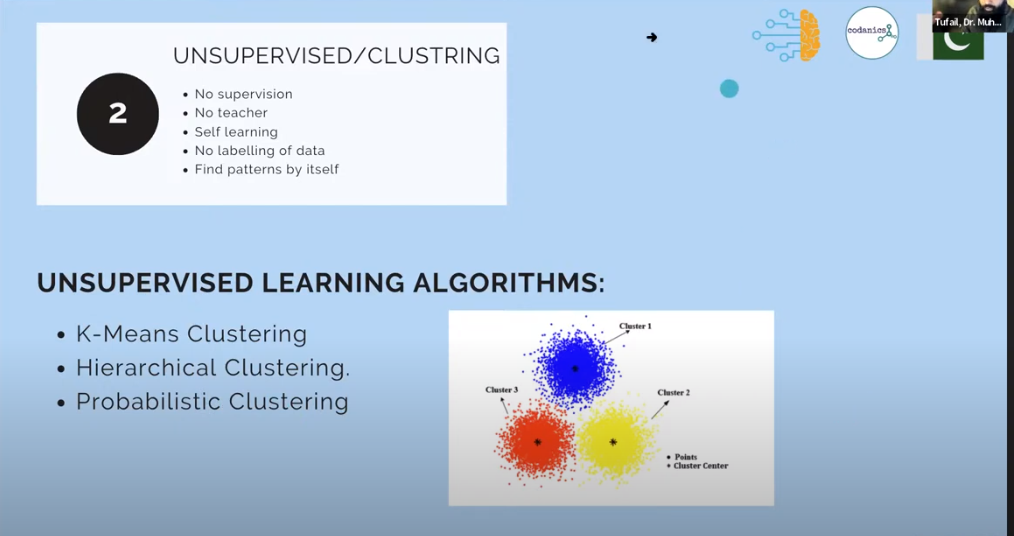 Tufail, Dr. Muh...
codanics
UNSUPERVISED/CLUSTRING
2
• No supervision
• No teacher
• Self learning
• No labelling of data
• Find patterns by itself
UNSUPERVISED LEARNING ALGORITHMS:
• K-Means Clustering
• Hierarchical Clustering.
• Probabilistic Clustering
Cluster 1
Cluster 3
Cluster 2
Points
Cluster Center